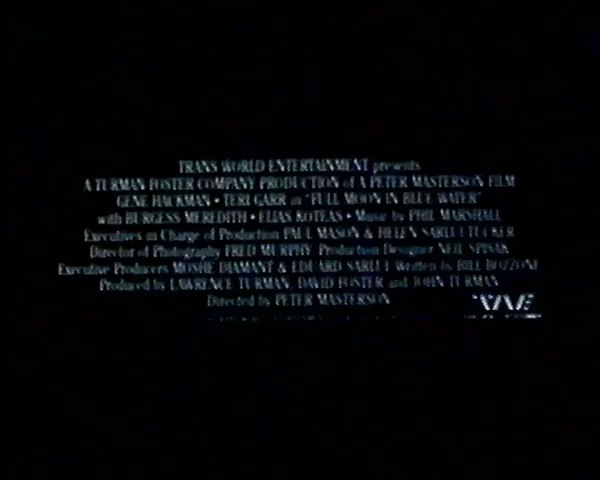 TRANS WORLD ENTERTAINMENT presents
A TURMAN FOSTER COMPANY PRODUCTION of A PETER MASTERSON FILM
GENE HACKMAN • TERI GARR in "FULL MOON IN BLUE WATER"
with BURGESS MEREDITH • ELIAS KOTEAS • Music by PHIL MARSHALL
Executives in Charge of Production PAUL MASON & HELEN SARLUI TUCKER
Director of Photography FRED MURPHY Production Designer NEIL SPISAK
Executive Producers MOSHE DIAMANT & EDUARD SARLUI Written by BILL BOZZONE
Produced by LAWRENCE TURMAN, DAVID FOSTER and JOHN TURMAN
Directed by PETER MASTERSON
TWE